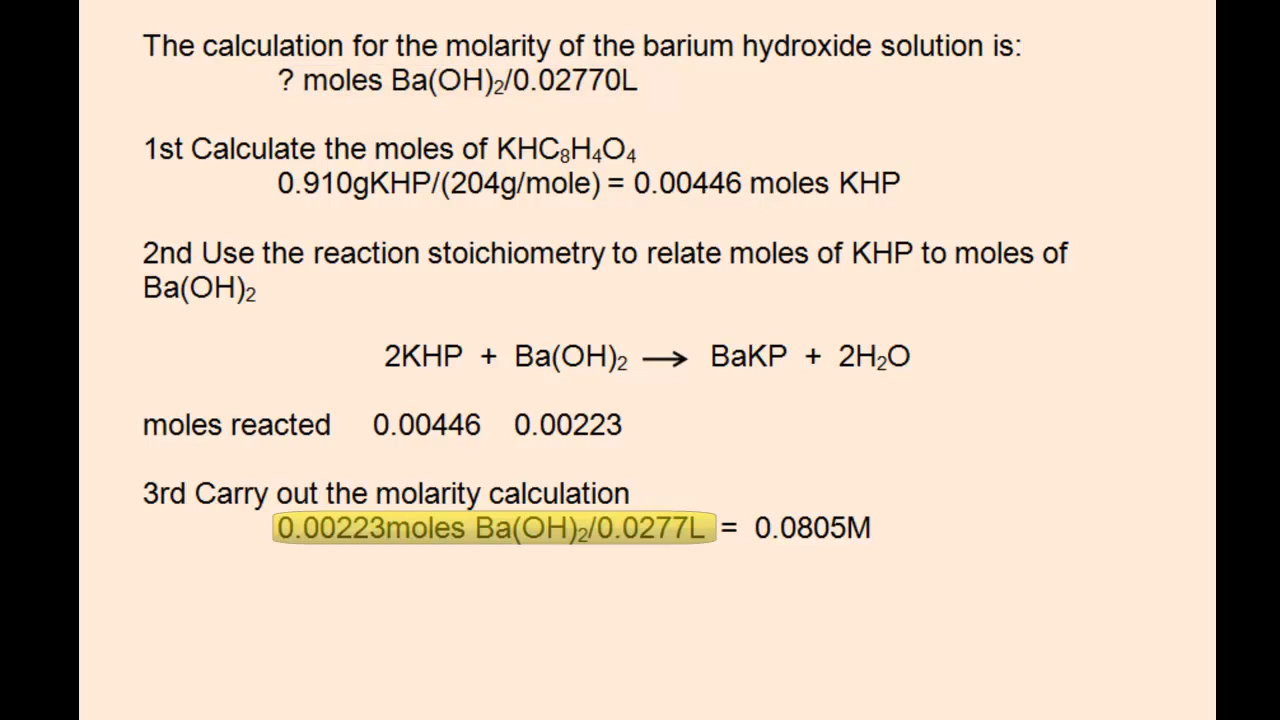 The calculation for the molarity of the barium hydroxide solution is:
? moles Ba(OH)₂/0.02770L
1st Calculate the moles of KHC₈H₄O₄
0.910gKHP/(204g/mole) = 0.00446 moles KHP
2nd Use the reaction stoichiometry to relate moles of KHP to moles of
Ba(OH)₂
2KHP + Ba(OH)₂ → BaKP + 2H₂O
moles reacted 0.00446 0.00223
3rd Carry out the molarity calculation
0.00223moles Ba(OH)₂/0.0277L = 0.0805M